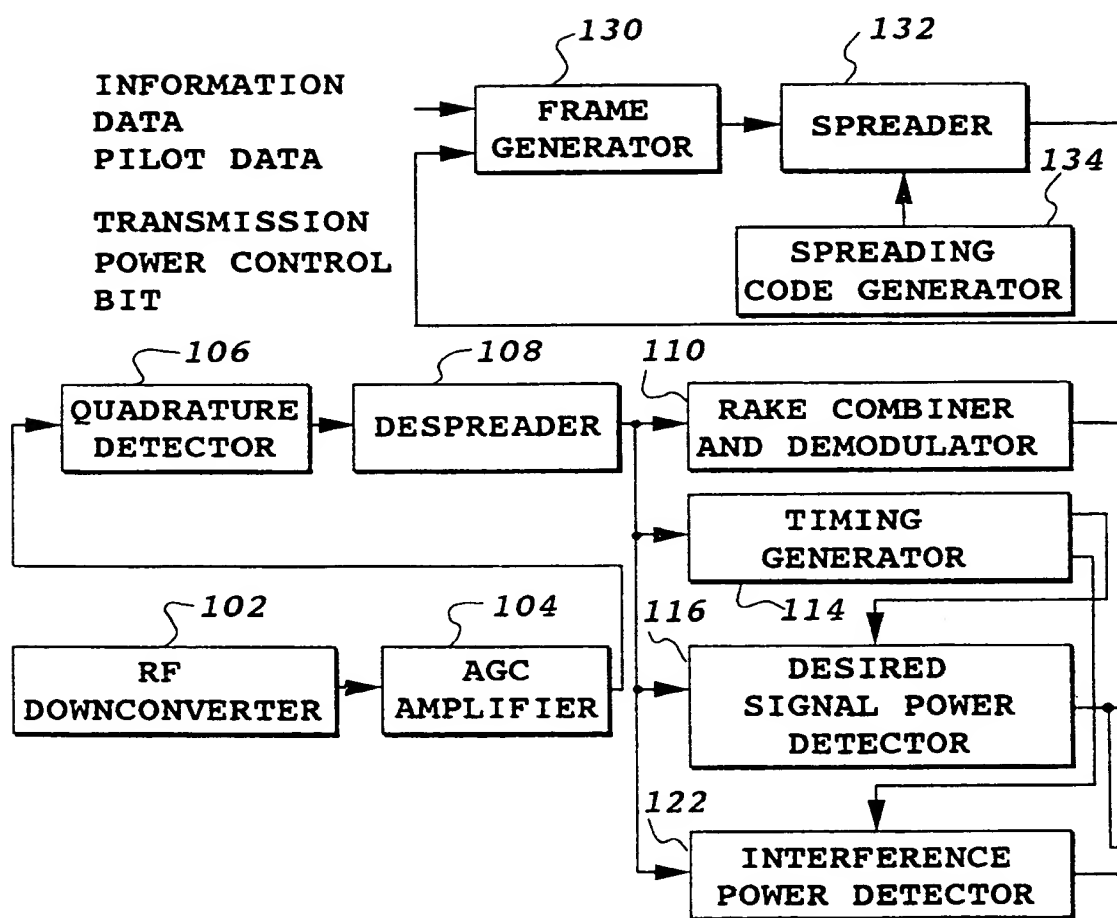 130
132
INFORMATION
DATA
PILOT DATA
FRAME
GENERATOR
SPREADER
134
TRANSMISSION
POWER CONTROL
BIT
SPREADING
CODE GENERATOR
106
108
110
QUADRATURE
DETECTOR
DESPREADER
RAKE COMBINER
AND DEMODULATOR
TIMING
GENERATOR
102
104
116
114
RF
DOWNCONVERTER
AGC
AMPLIFIER
DESIRED
SIGNAL POWER
DETECTOR
122
INTERFERENCE
POWER DETECTOR